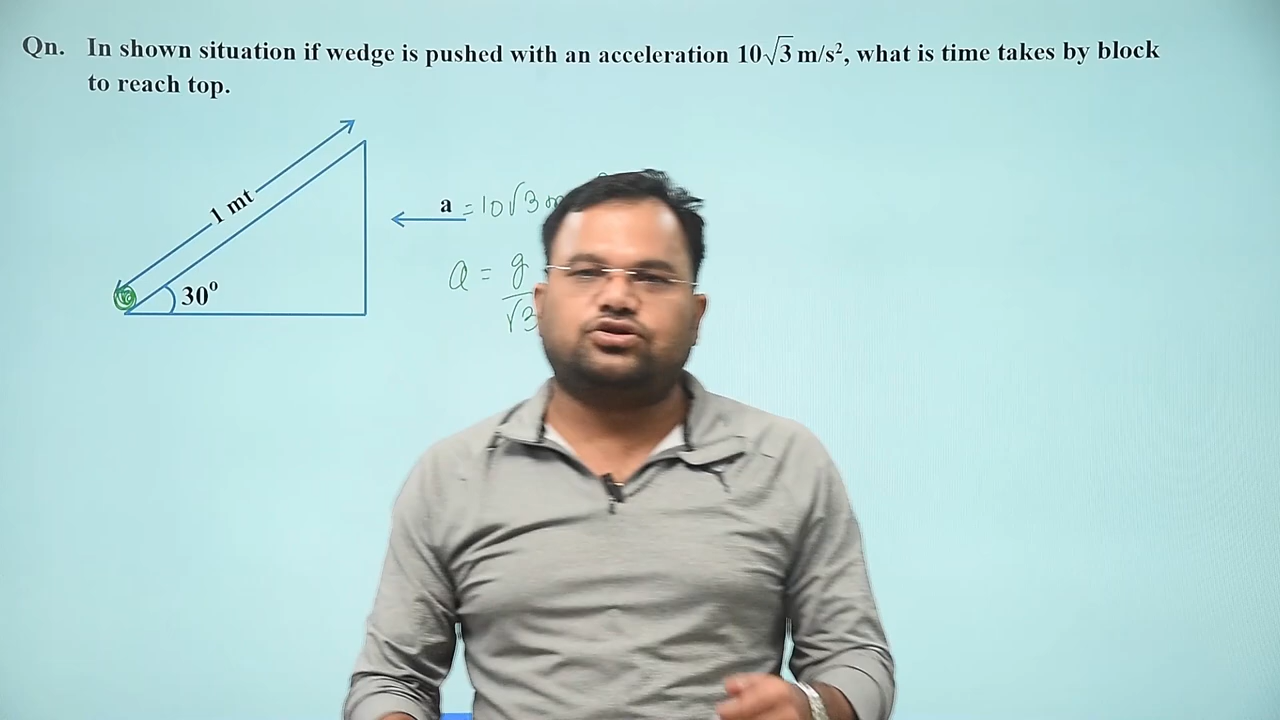 Qn. In shown situation if wedge is pushed with an acceleration 10√3 m/s², what is time takes by block
to reach top.
1 mt
a = 10√3
a = g
√3
30°